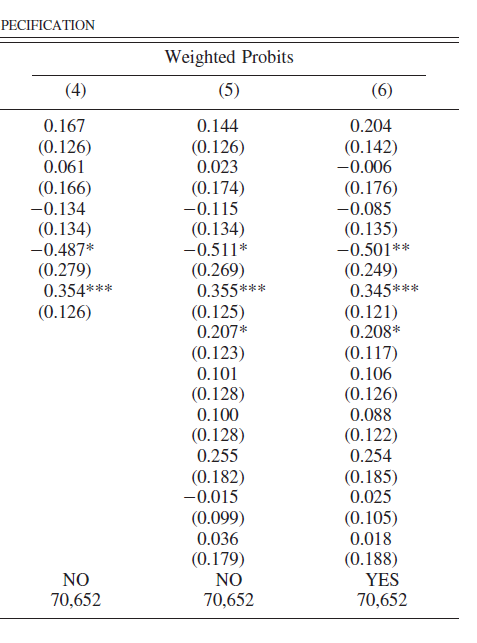 PECIFICATION
Weighted Probits
(4) (5) (6)
0.167 0.144 0.204
(0.126) (0.126) (0.142)
0.061 0.023 −0.006
(0.166) (0.174) (0.176)
−0.134 −0.115 −0.085
(0.134) (0.134) (0.135)
−0.487* −0.511* −0.501**
(0.279) (0.269) (0.249)
0.354*** 0.355*** 0.345***
(0.126) (0.125) (0.121)
0.207* 0.208*
(0.123) (0.117)
0.101 0.106
(0.128) (0.126)
0.100 0.088
(0.128) (0.122)
0.255 0.254
(0.182) (0.185)
−0.015 0.025
(0.099) (0.105)
0.036 0.018
(0.179) (0.188)
NO NO YES
70,652 70,652 70,652